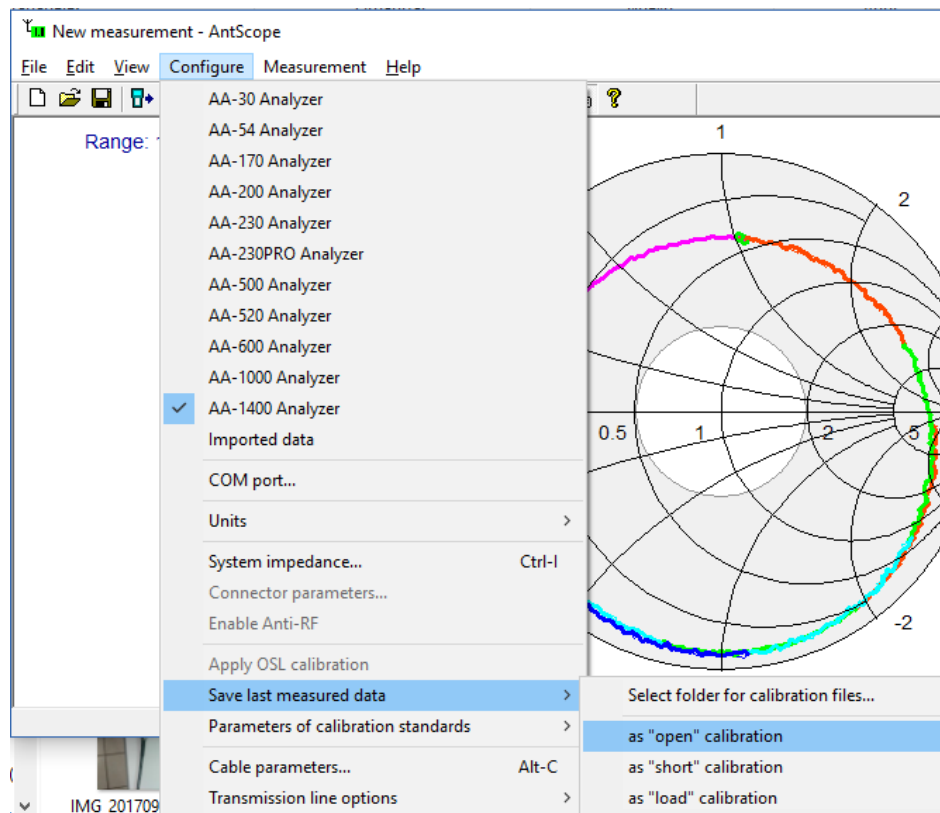 New measurement - AntScope
File Edit View Configure Measurement Help
Range:
AA-30 Analyzer
AA-54 Analyzer
AA-170 Analyzer
AA-200 Analyzer
AA-230 Analyzer
AA-230PRO Analyzer
AA-500 Analyzer
AA-520 Analyzer
AA-600 Analyzer
AA-1000 Analyzer
AA-1400 Analyzer
Imported data
COM port...
Units
System impedance... Ctrl-I
Connector parameters...
Enable Anti-RF
Apply OSL calibration
Save last measured data
Parameters of calibration standards
Cable parameters... Alt-C
Transmission line options
1
2
0.5 1 2 5
-2
Select folder for calibration files...
as "open" calibration
as "short" calibration
as "load" calibration
IMG_201709